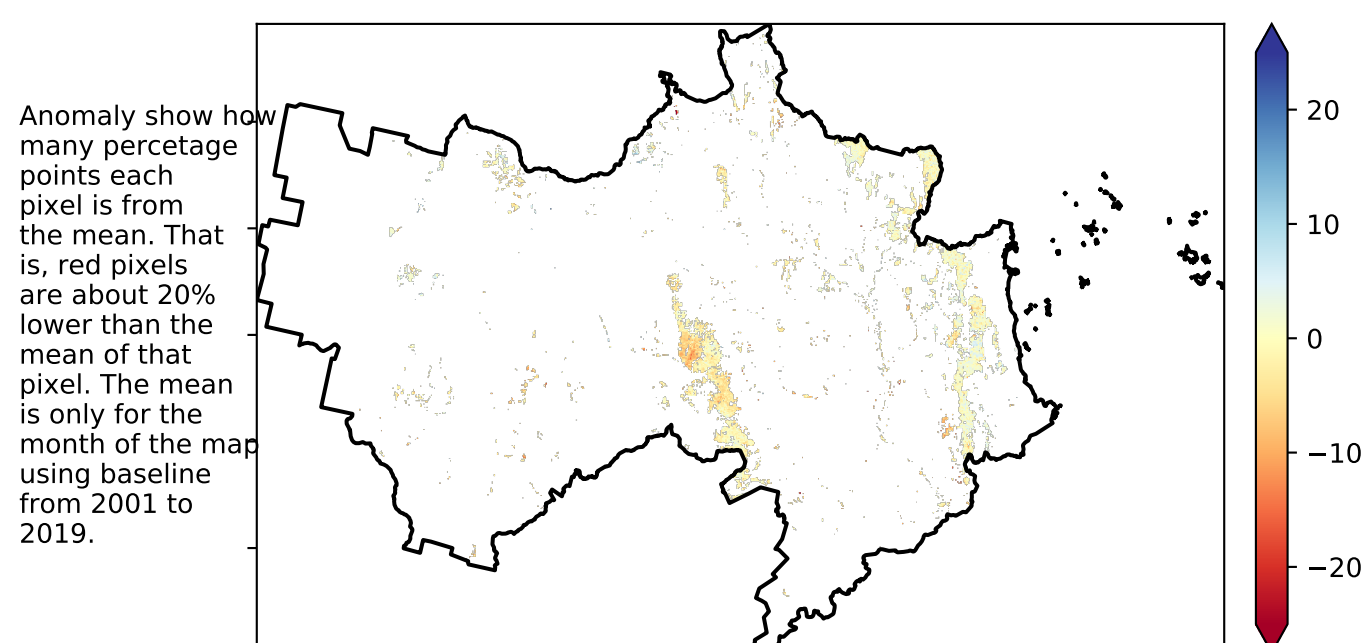 Anomaly show how
many percetage
points each
pixel is from
the mean. That
is, red pixels
are about 20%
lower than the
mean of that
pixel. The mean
is only for the
month of the map
using baseline
from 2001 to
2019.
20
10
0
−10
−20